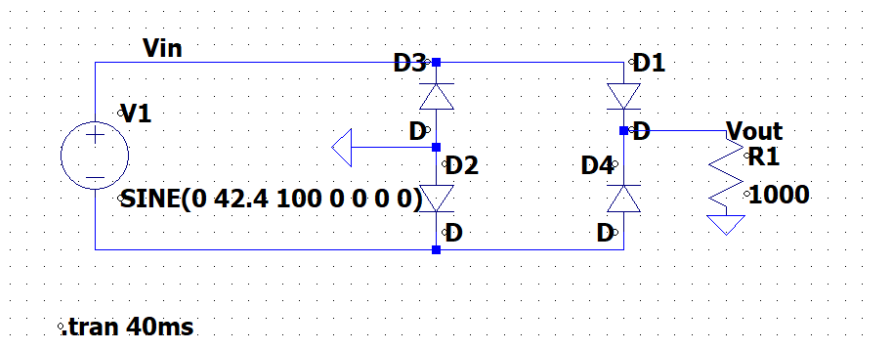 Vin
D3
D1
V1
D
D
Vout
D2
D4
R1
SINE(0 42.4 100 0 0 0 0)
1000
D
D
.tran 40ms